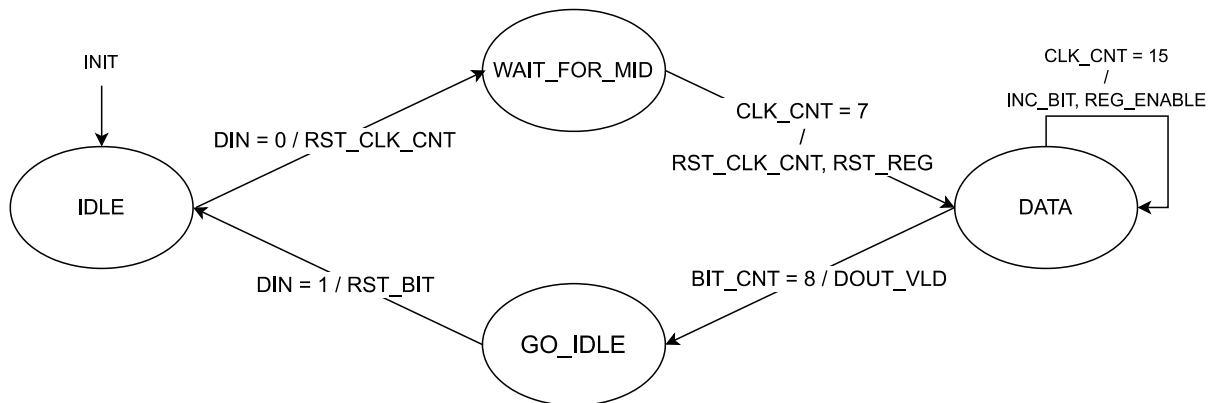 INIT
IDLE
DIN = 0 / RST_CLK_CNT
WAIT_FOR_MID
CLK_CNT = 7
/
RST_CLK_CNT, RST_REG
CLK_CNT = 15
/
INC_BIT, REG_ENABLE
DATA
BIT_CNT = 8 / DOUT_VLD
GO_IDLE
DIN = 1 / RST_BIT